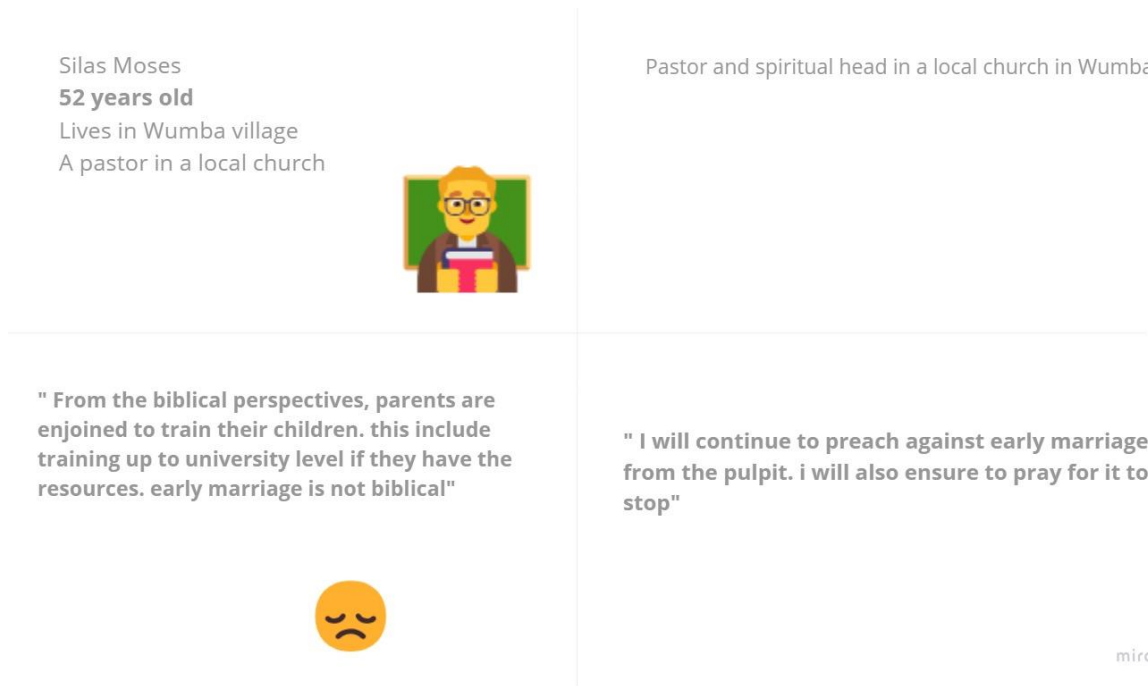 Silas Moses
52 years old
Lives in Wumba village
A pastor in a local church
Pastor and spiritual head in a local church in Wumba
" From the biblical perspectives, parents are
enjoined to train their children. this include
training up to university level if they have the
resources. early marriage is not biblical"
" I will continue to preach against early marriage
from the pulpit. i will also ensure to pray for it to
stop"
miro